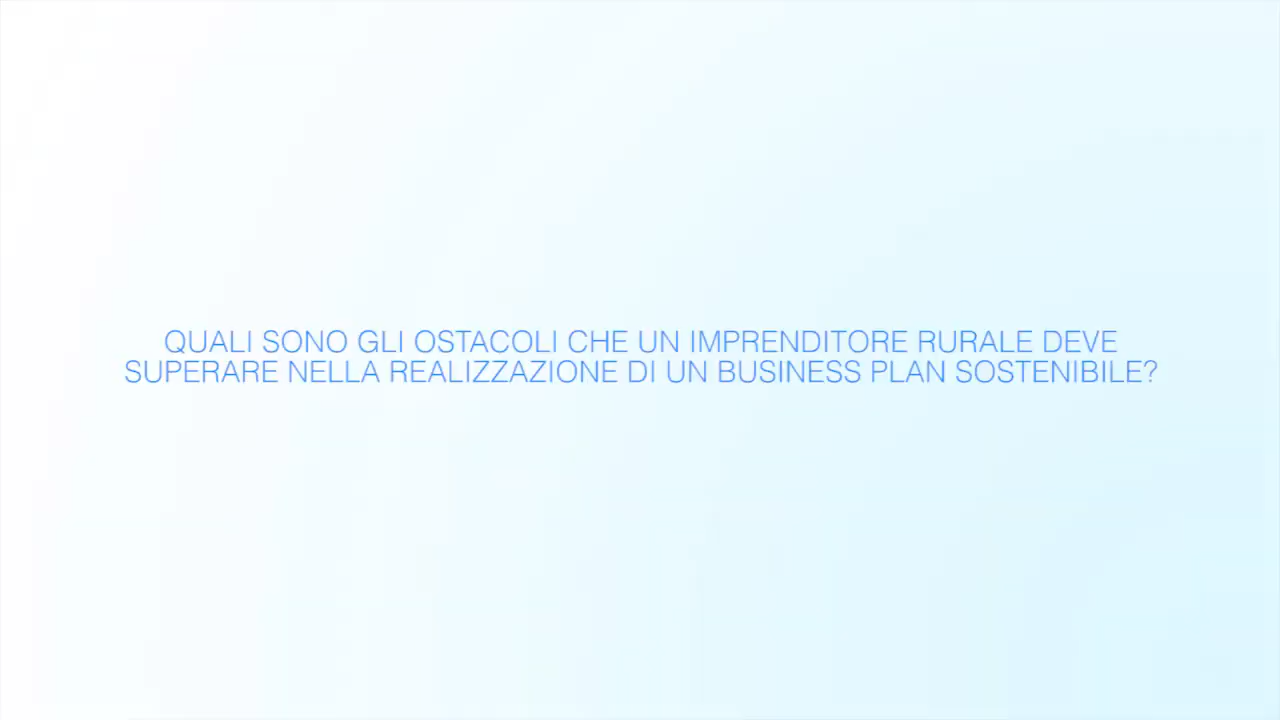 QUALI SONO GLI OSTACOLI CHE UN IMPRENDITORE RURALE DEVE
SUPERARE NELLA REALIZZAZIONE DI UN BUSINESS PLAN SOSTENIBILE?